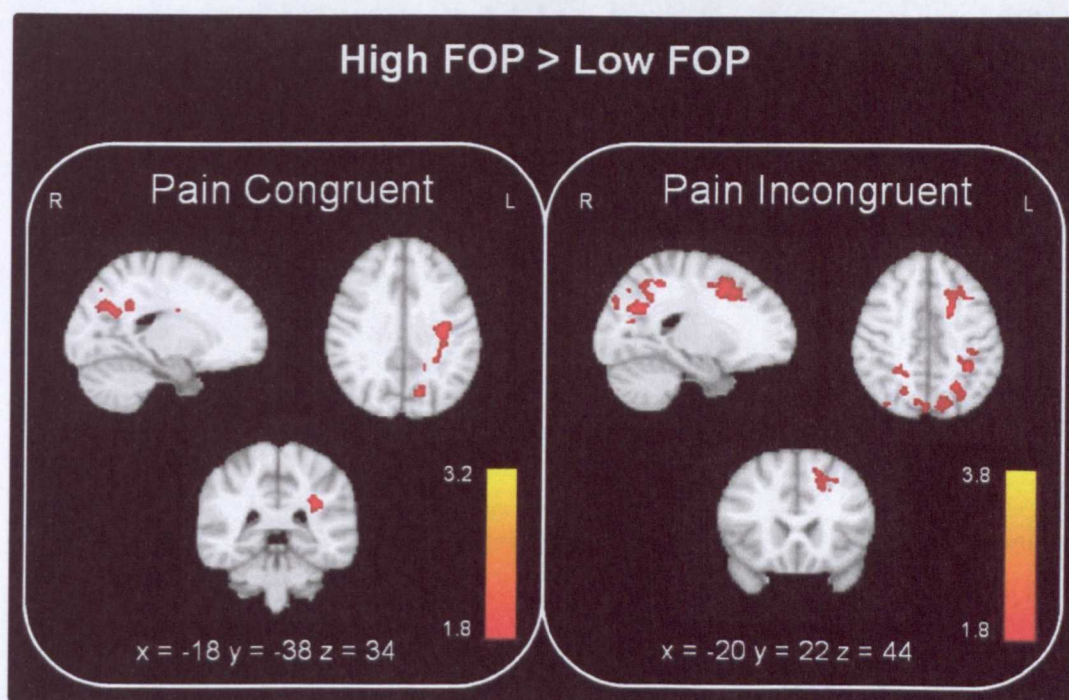 High FOP > Low FOP
Pain Congruent
R
L
3.2
1.8
x = -18 y = -38 z = 34
Pain Incongruent
R
L
3.8
1.8
x = -20 y = 22 z = 44